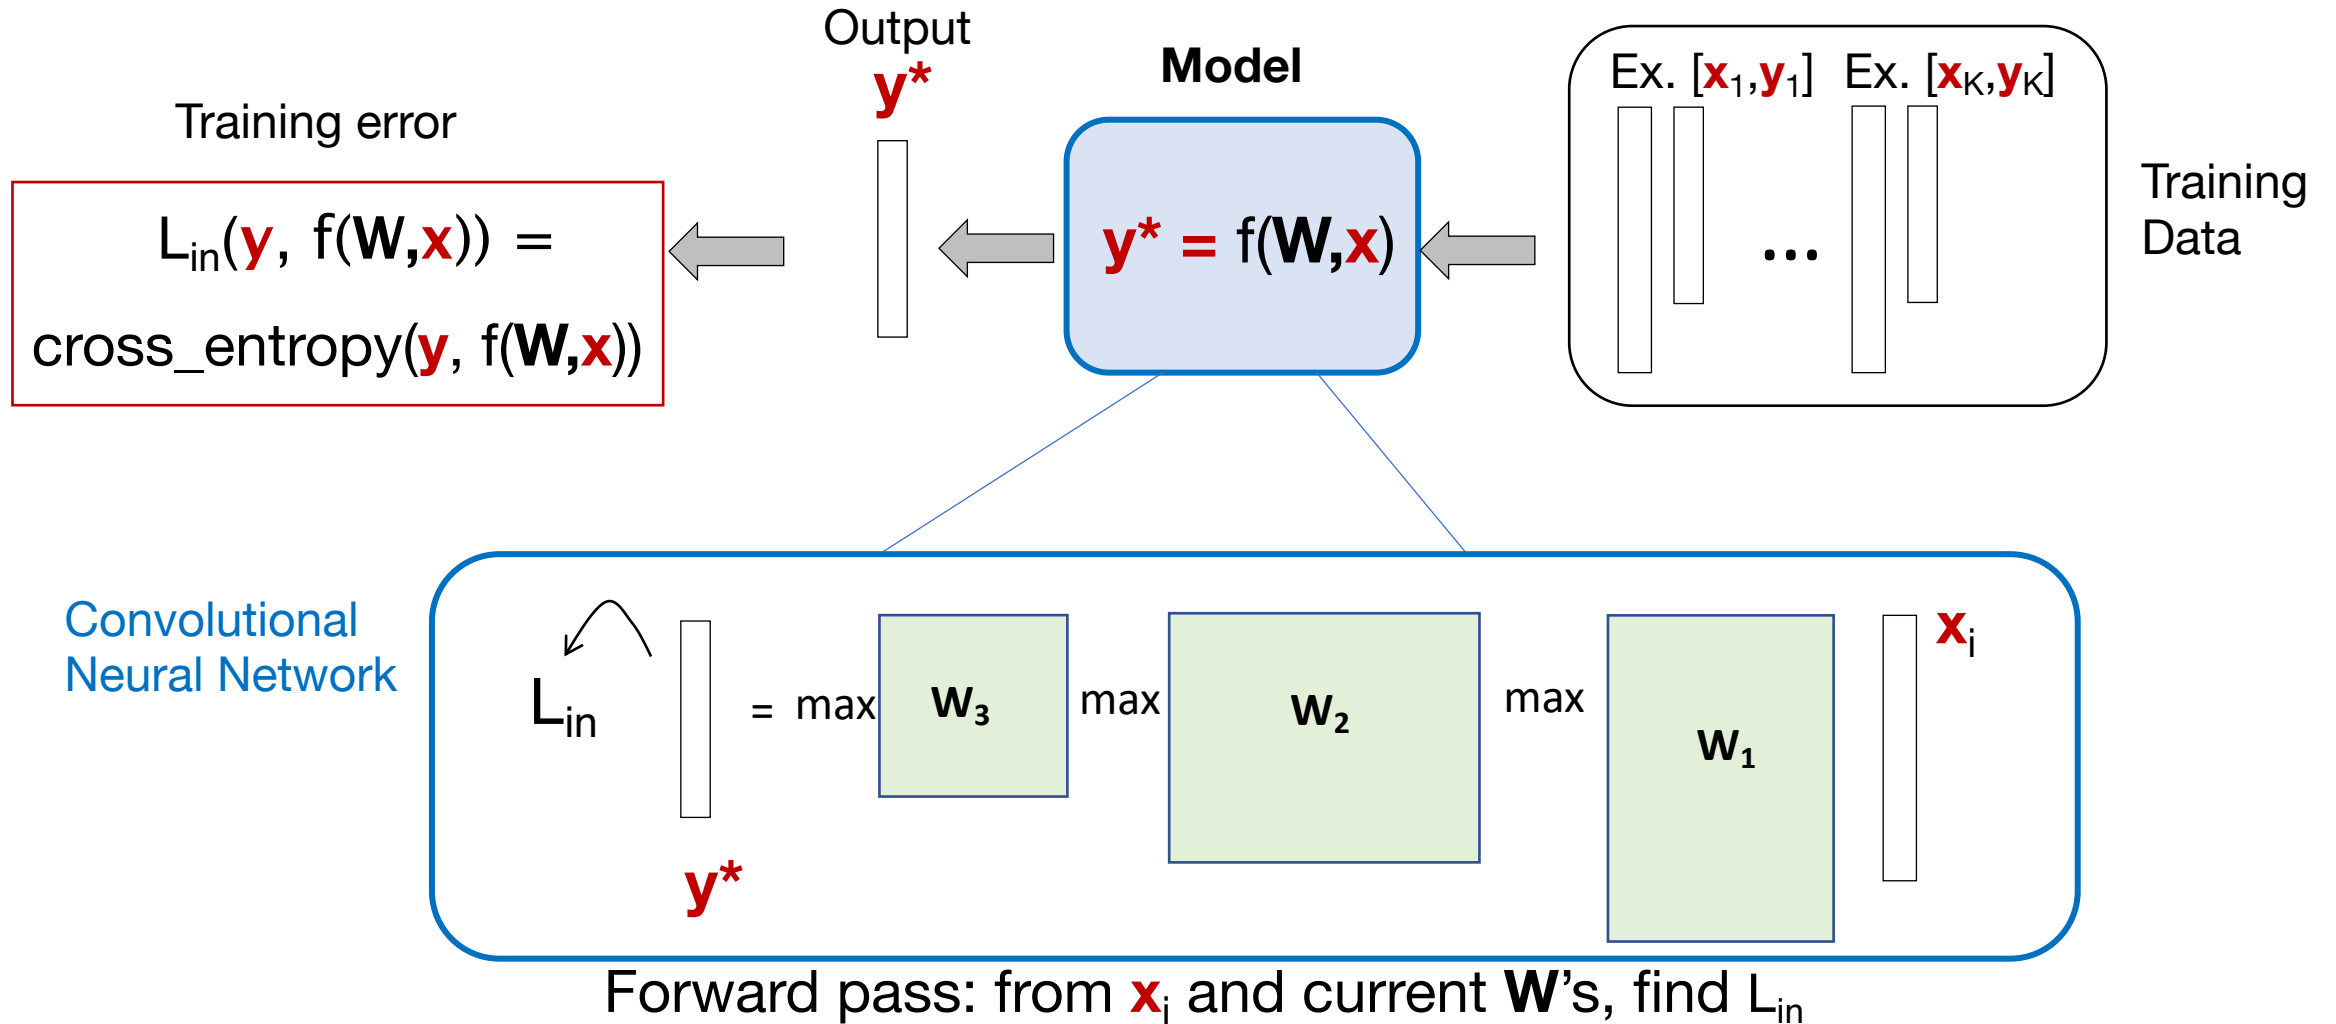 Output
y*
Model
Ex. [x1,y1] Ex. [xK,yK]
Training error
Training
Data
Lin(y, f(W,x)) =
cross_entropy(y, f(W,x))
y* = f(W,x)
...
Convolutional
Neural Network
Lin
y*
= max W3 max W2 max W1
xi
Forward pass: from xi and current W's, find Lin